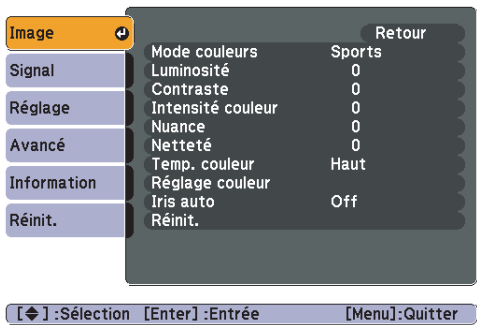 Image
Signal
Réglage
Avancé
Information
Réinit.
Retour
Mode couleurs Sports
Luminosité 0
Contraste 0
Intensité couleur 0
Nuance 0
Netteté 0
Temp. couleur Haut
Réglage couleur
Iris auto Off
Réinit.
[◆] :Sélection [Enter] :Entrée [Menu]:Quitter